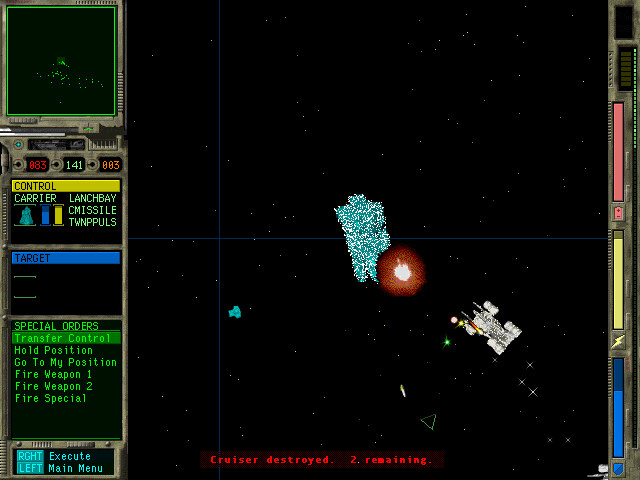 083 141 003
CONTROL
CARRIER LANCHBAY
CMISSILE
TWNPPULS
TARGET
SPECIAL ORDERS
Transfer Control
Hold Position
Go To My Position
Fire Weapon 1
Fire Weapon 2
Fire Special
RGHT Execute
LEFT Main Menu
Cruiser destroyed. 2 remaining.